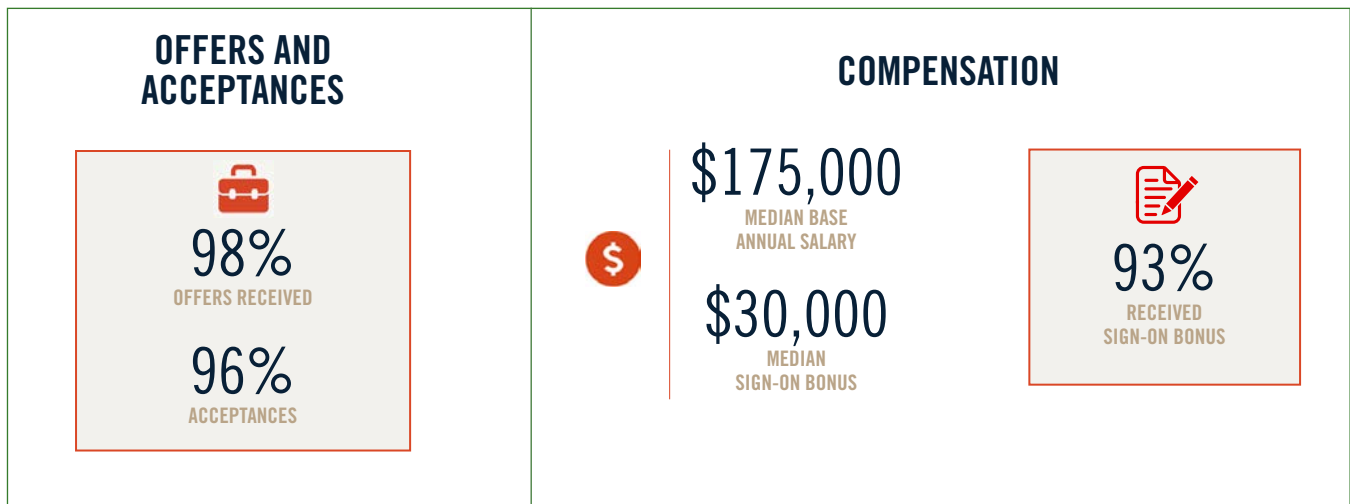 OFFERS AND
ACCEPTANCES
98%
OFFERS RECEIVED
96%
ACCEPTANCES
COMPENSATION
$
$175,000
MEDIAN BASE
ANNUAL SALARY
$30,000
MEDIAN
SIGN-ON BONUS
93%
RECEIVED
SIGN-ON BONUS